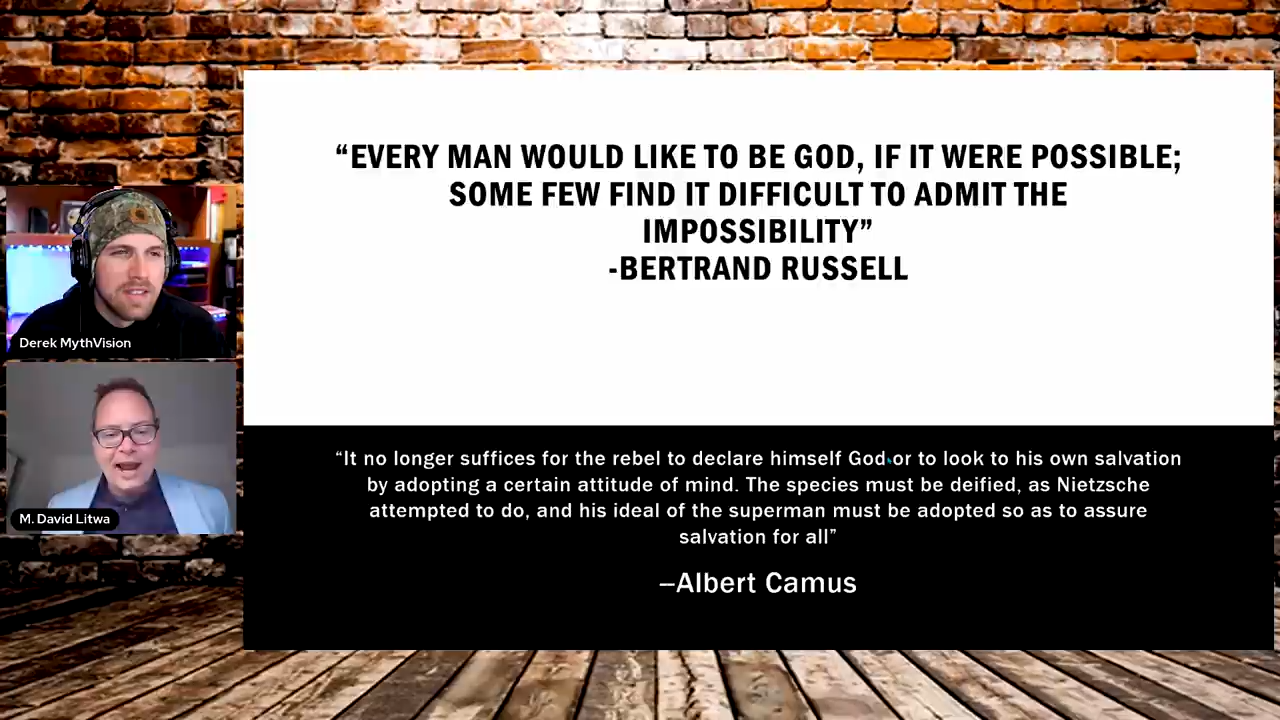 “EVERY MAN WOULD LIKE TO BE GOD, IF IT WERE POSSIBLE;
SOME FEW FIND IT DIFFICULT TO ADMIT THE
IMPOSSIBILITY”
-BERTRAND RUSSELL
Derek MythVision
M. David Litwa
“It no longer suffices for the rebel to declare himself God or to look to his own salvation
by adopting a certain attitude of mind. The species must be deified, as Nietzsche
attempted to do, and his ideal of the superman must be adopted so as to assure
salvation for all”
–Albert Camus